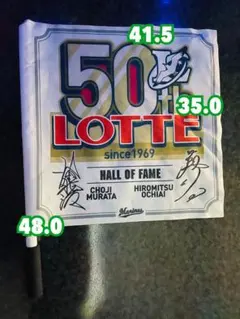 41.5
50th
35.0
LOTTE
since1969
HALL OF FAME
CHOJI
MURATA
HIROMITSU
OCHIAI
Marines
48.0